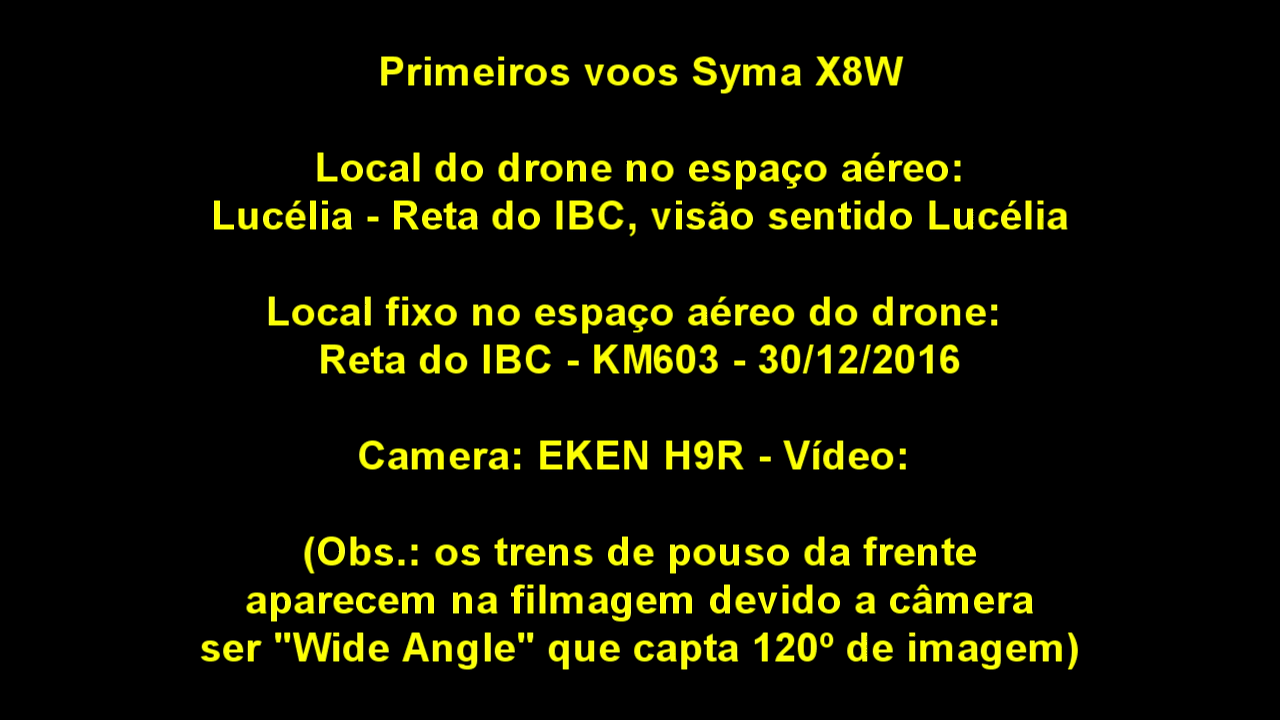 Primeiros voos Syma X8W
Local do drone no espaço aéreo:
Lucélia - Reta do IBC, visão sentido Lucélia
Local fixo no espaço aéreo do drone:
Reta do IBC - KM603 - 30/12/2016
Camera: EKEN H9R - Vídeo:
(Obs.: os trens de pouso da frente
aparecem na filmagem devido a câmera
ser "Wide Angle" que capta 120º de imagem)